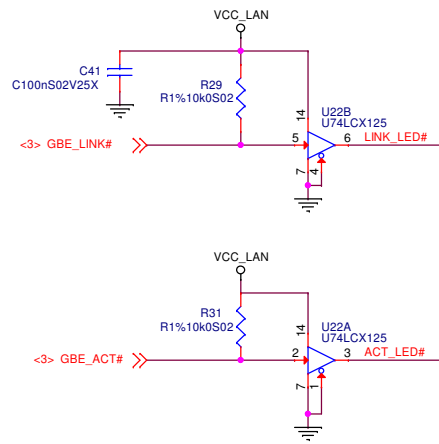 VCC_LAN
C41
C100nS02V25X
R29
R1%10k0S02
14
U22B
U74LCX125
<3> GBE_LINK#
5
6
LINK_LED#
7
4
VCC_LAN
R31
R1%10k0S02
14
U22A
U74LCX125
<3> GBE_ACT#
2
3
ACT_LED#
7
1